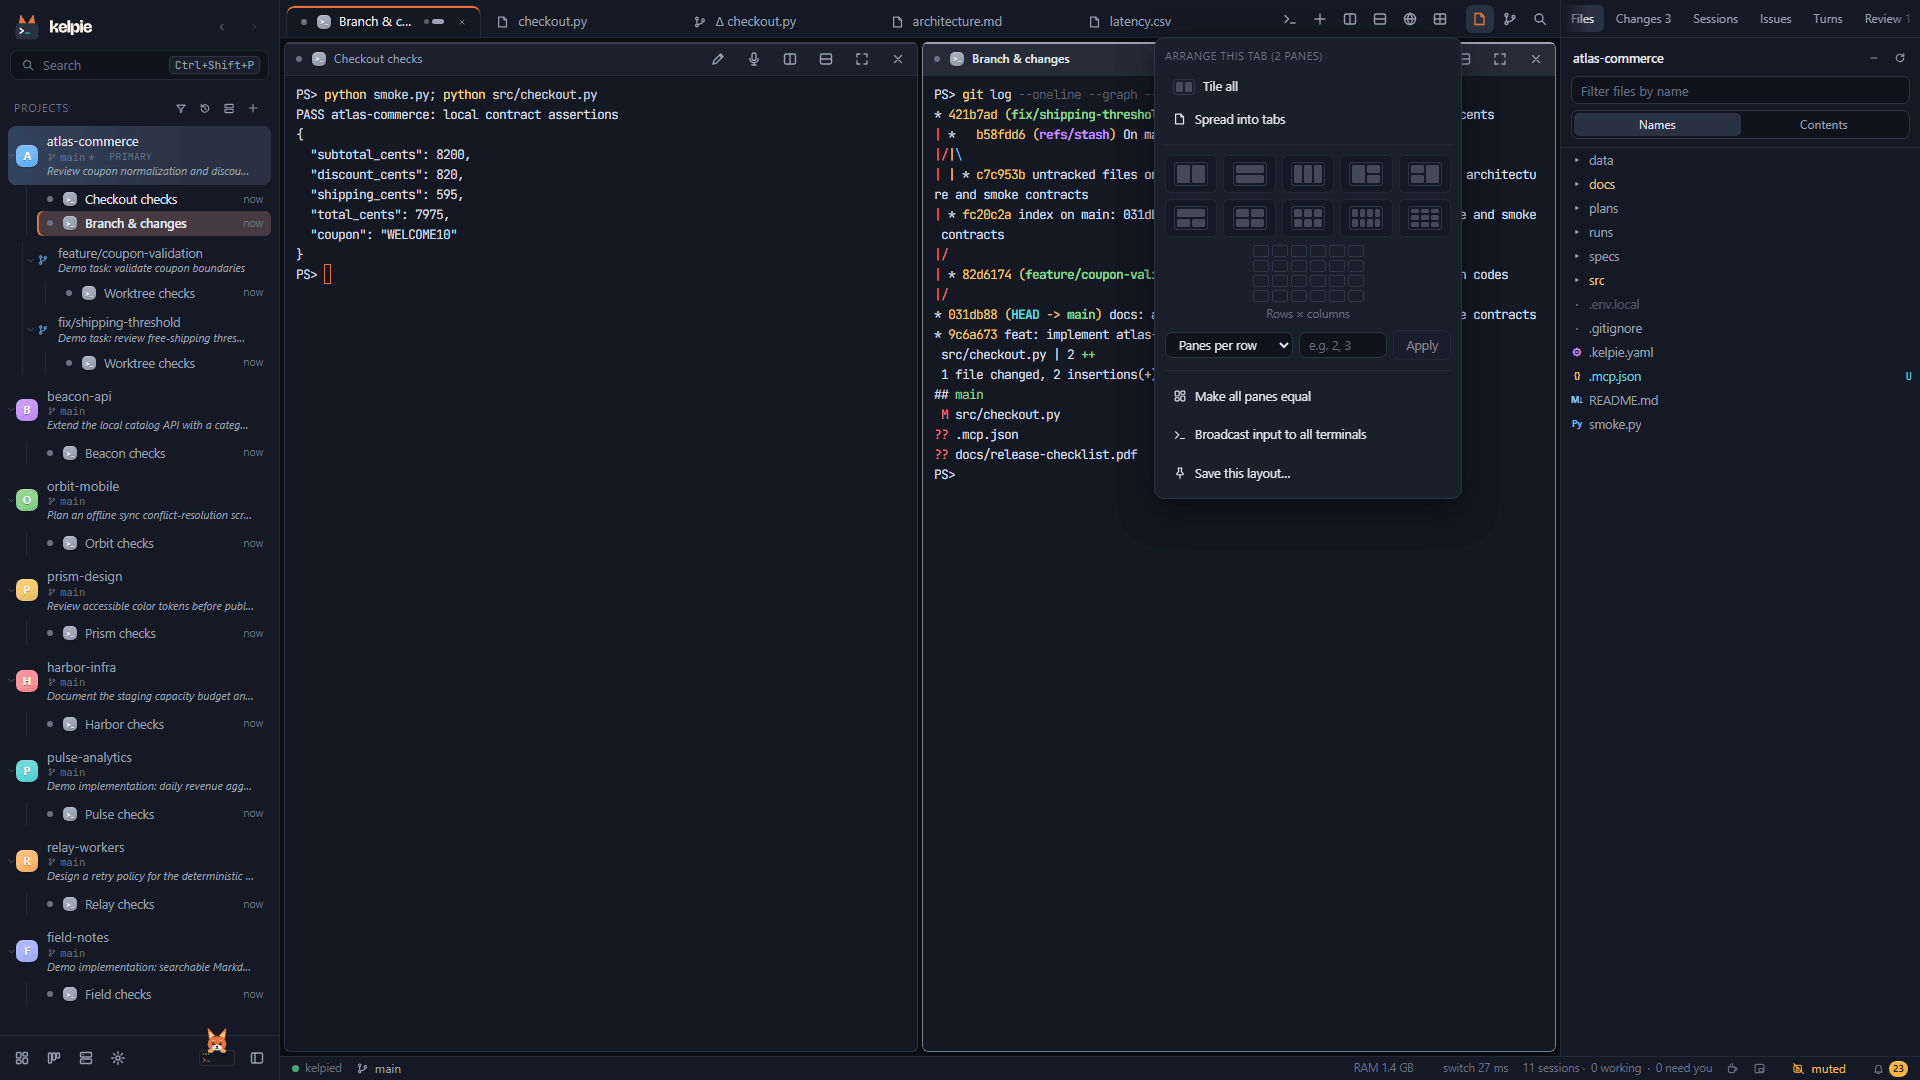 kelpie
Search
Ctrl+Shift+P
PROJECTS
A
atlas-commerce
main ∗ PRIMARY
Review coupon normalization and discou...
Checkout checks now
Branch & changes now
feature/coupon-validation
Demo task: validate coupon boundaries
Worktree checks now
fix/shipping-threshold
Demo task: review free-shipping thres...
Worktree checks now
B
beacon-api
main
Extend the local catalog API with a categ...
Beacon checks now
O
orbit-mobile
main
Plan an offline sync conflict-resolution scr...
Orbit checks now
P
prism-design
main
Review accessible color tokens before publ...
Prism checks now
H
harbor-infra
main
Document the staging capacity budget an...
Harbor checks now
P
pulse-analytics
main
Demo implementation: daily revenue agg...
Pulse checks now
R
relay-workers
main
Design a retry policy for the deterministic ...
Relay checks now
F
field-notes
main
Demo implementation: searchable Markd...
Field checks now
Branch & c...
checkout.py
Δ checkout.py
architecture.md
latency.csv
Checkout checks
PS> python smoke.py; python src/checkout.py
PASS atlas-commerce: local contract assertions
{
"subtotal_cents": 8200,
"discount_cents": 820,
"shipping_cents": 595,
"total_cents": 7975,
"coupon": "WELCOME10"
}
PS>
Branch & changes
PS> git log --oneline --graph
* 421b7ad (fix/shipping-threshol cents
| * b58fdd6 (refs/stash) On ma
|/|\
| | * c7c953b untracked files on architectu
re and smoke contracts
| * fc20c2a index on main: 031db e and smoke
contracts
|/
| * 82d6174 (feature/coupon-vali n codes
|/
* 031db88 (HEAD -> main) docs: a e contracts
* 9c6a673 feat: implement atlas-
src/checkout.py | 2 ++
1 file changed, 2 insertions(+)
## main
M src/checkout.py
?? .mcp.json
?? docs/release-checklist.pdf
PS>
ARRANGE THIS TAB (2 PANES)
Tile all
Spread into tabs
Rows × columns
Panes per row
e.g. 2, 3
Apply
Make all panes equal
Broadcast input to all terminals
Save this layout...
Files
Changes 3
Sessions
Issues
Turns
Review 1
atlas-commerce
Filter files by name
Names
Contents
data
docs
plans
runs
specs
src
.env.local
.gitignore
.kelpie.yaml
{} .mcp.json U
M↓ README.md
Py smoke.py
kelpied
main
RAM 1.4 GB
switch 27 ms
11 sessions · 0 working · 0 need you
muted
23